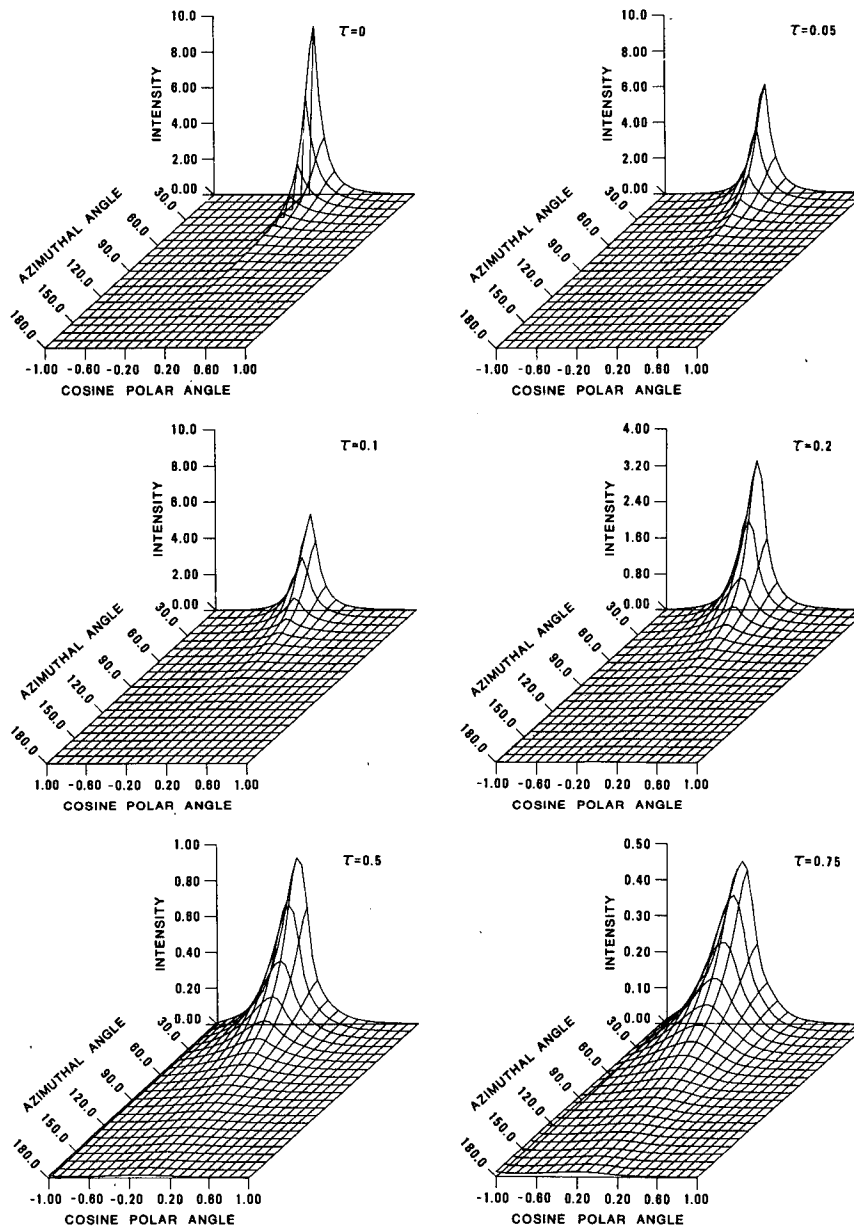 10.0
8.00
6.00
4.00
2.00
0.00
INTENSITY
τ=0
30.0
60.0
90.0
120.0
150.0
180.0
AZIMUTHAL ANGLE
-1.00 -0.60 -0.20 0.20 0.60 1.00
COSINE POLAR ANGLE
10.0
8.00
6.00
4.00
2.00
0.00
INTENSITY
τ=0.05
30.0
60.0
90.0
120.0
150.0
180.0
AZIMUTHAL ANGLE
-1.00 -0.60 -0.20 0.20 0.60 1.00
COSINE POLAR ANGLE
10.0
8.00
6.00
4.00
2.00
0.00
INTENSITY
τ=0.1
30.0
60.0
90.0
120.0
150.0
180.0
AZIMUTHAL ANGLE
1.00 -0.60 -0.20 0.20 0.60 1.00
COSINE POLAR ANGLE
4.00
3.20
2.40
1.60
0.80
0.00
INTENSITY
τ=0.2
30.0
60.0
90.0
120.0
150.0
180.0
AZIMUTHAL ANGLE
-1.00 -0.60 -0.20 0.20 0.60 1.00
COSINE POLAR ANGLE
1.00
0.80
0.60
0.40
0.20
0.00
INTENSITY
τ=0.5
30.0
60.0
90.0
120.0
150.0
180.0
AZIMUTHAL ANGLE
-1.00 -0.60 -0.20 0.20 0.60 1.00
COSINE POLAR ANGLE
0.50
0.40
0.30
0.20
0.10
0.00
INTENSITY
τ=0.75
30.0
60.0
90.0
120.0
150.0
180.0
AZIMUTHAL ANGLE
-1.00 -0.60 -0.20 0.20 0.60 1.00
COSINE POLAR ANGLE